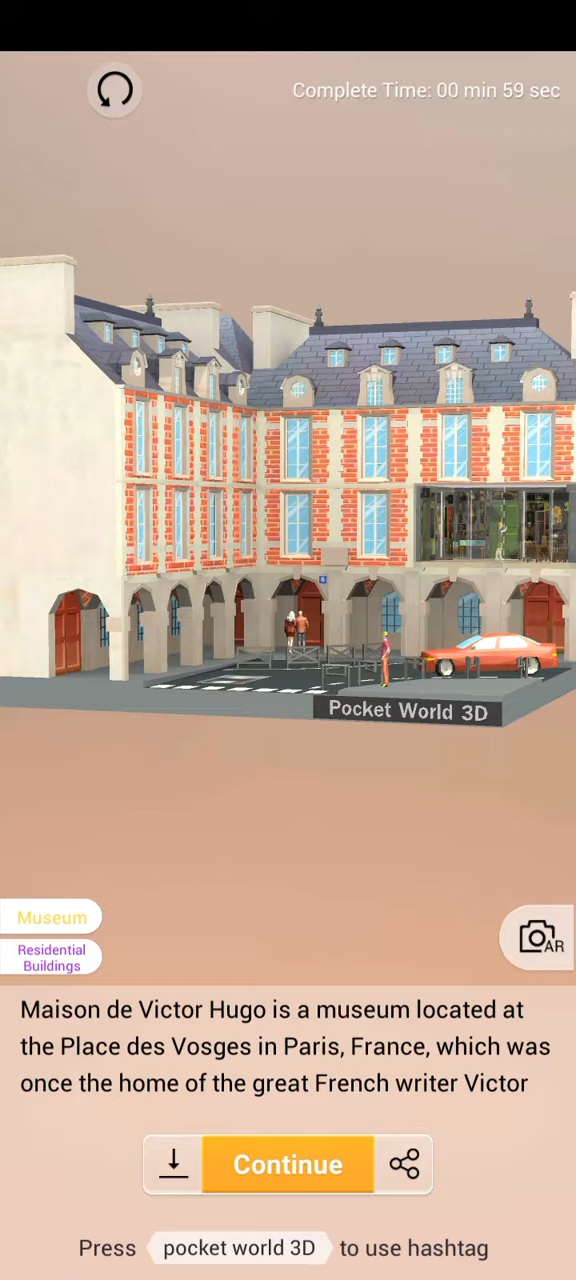 Complete Time: 00 min 59 sec
Pocket World 3D
Museum
Residential
Buildings
AR
Maison de Victor Hugo is a museum located at
the Place des Vosges in Paris, France, which was
once the home of the great French writer Victor
Continue
Press pocket world 3D to use hashtag